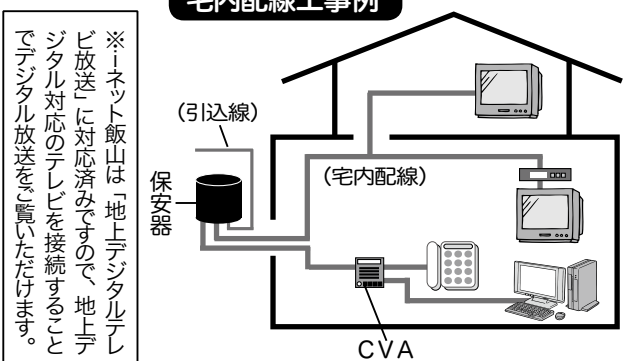 宅内配線工事例
※iネット飯山は「地上デジタルテレ
ビ放送」に対応済みですので、地上デ
ジタル対応のテレビを接続すること
でデジタル放送をご覧いただけます。
(引込線)
保安器
(宅内配線)
CVA